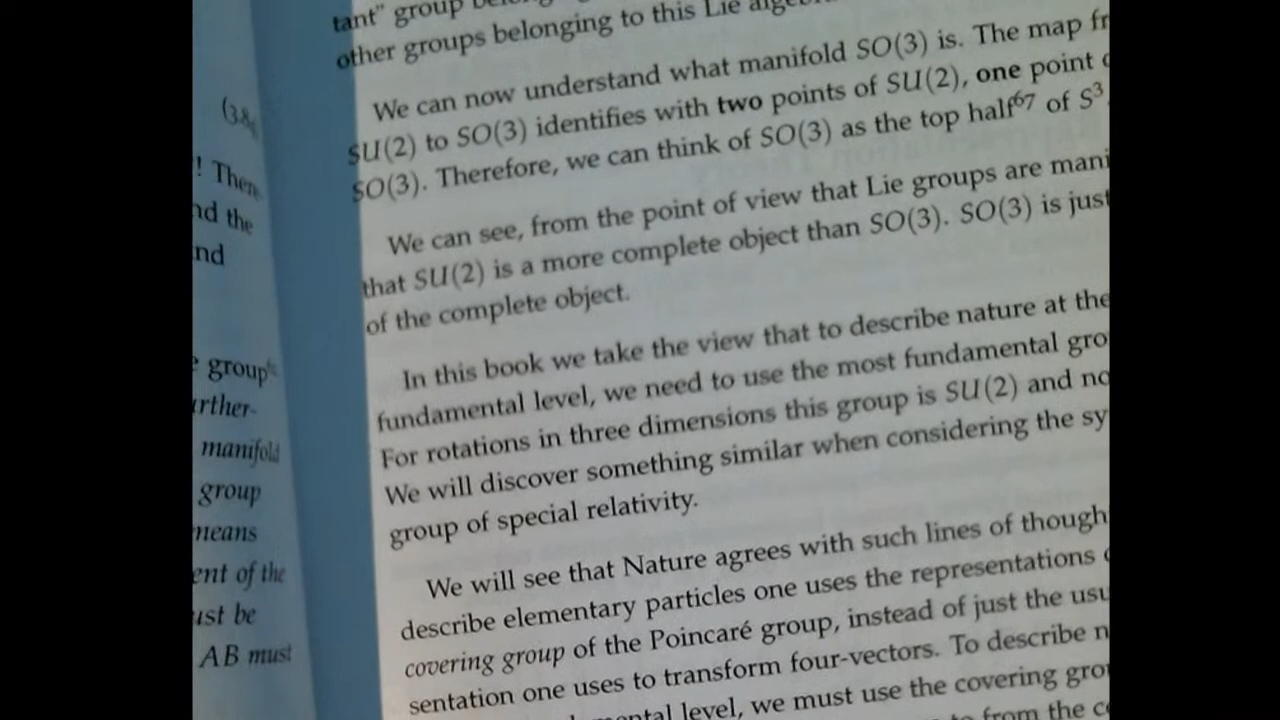 (38
! Then
nd the
nd
group
rther-
manifold
group
means
ent of the
ust be
AB must
tant" group
other groups belonging to this Lie
We can now understand what manifold SO(3) is. The map fr
SU(2) to SO(3) identifies with two points of SU(2), one point
SO(3). Therefore, we can think of SO(3) as the top half67 of S3.
We can see, from the point of view that Lie groups are mani
that SU(2) is a more complete object than SO(3). SO(3) is just
of the complete object.
In this book we take the view that to describe nature at the
fundamental level, we need to use the most fundamental gro
For rotations in three dimensions this group is SU(2) and no
We will discover something similar when considering the sy
group of special relativity.
We will see that Nature agrees with such lines of though
describe elementary particles one uses the representations
covering group of the Poincaré group, instead of just the usu
sentation one uses to transform four-vectors. To describe n
mental level, we must use the covering gro
from the c